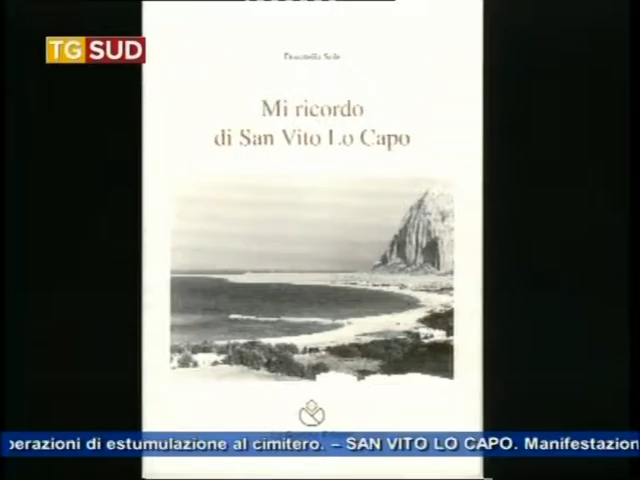 TG SUD
Mi ricordo
di San Vito Lo Capo
perazioni di estumulazione al cimitero. – SAN VITO LO CAPO. Manifestazion